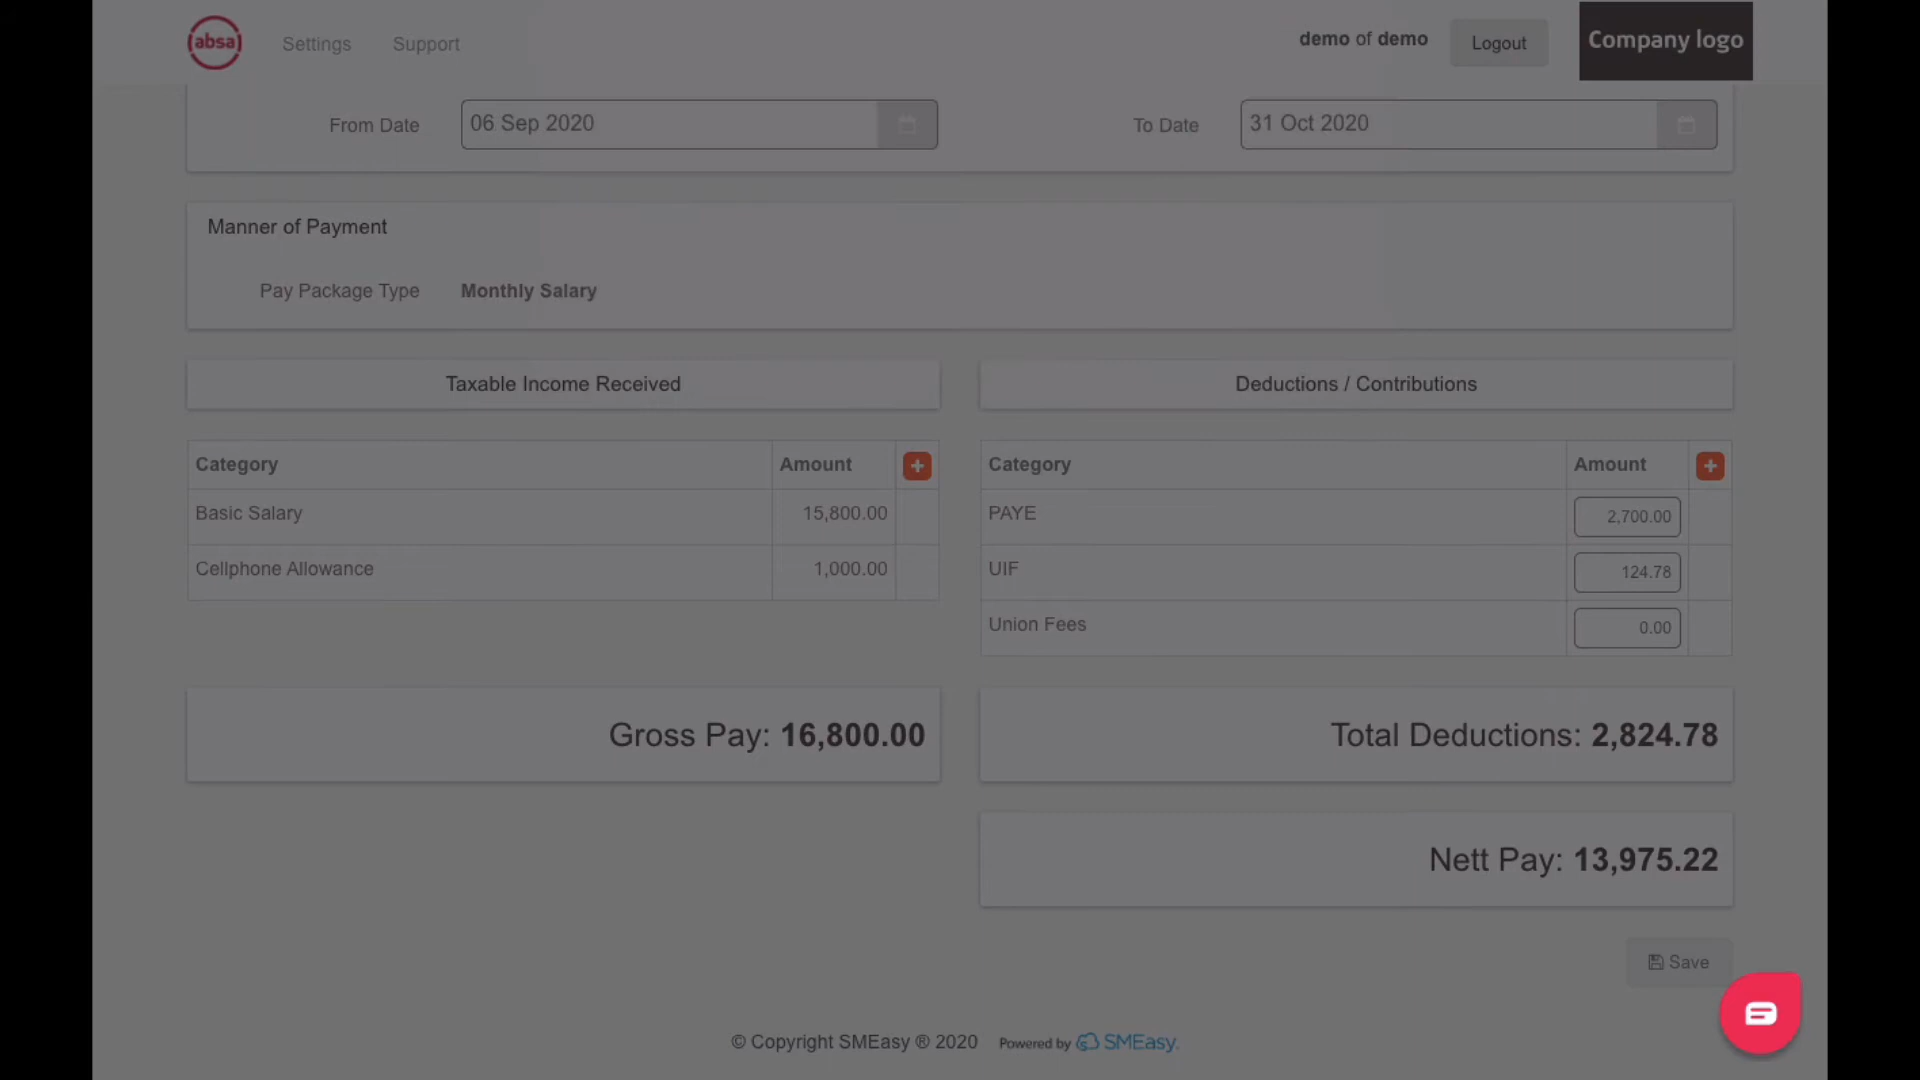 absa Settings Support demo of demo Logout Company logo
From Date 06 Sep 2020 To Date 31 Oct 2020
Manner of Payment
Pay Package Type Monthly Salary
Taxable Income Received Deductions / Contributions
Category Amount + Category Amount +
Basic Salary 15,800.00 PAYE 2,700.00
Cellphone Allowance 1,000.00 UIF 124.78
Union Fees 0.00
Gross Pay: 16,800.00 Total Deductions: 2,824.78
Nett Pay: 13,975.22
Save
© Copyright SMEasy ® 2020 Powered by SMEasy.